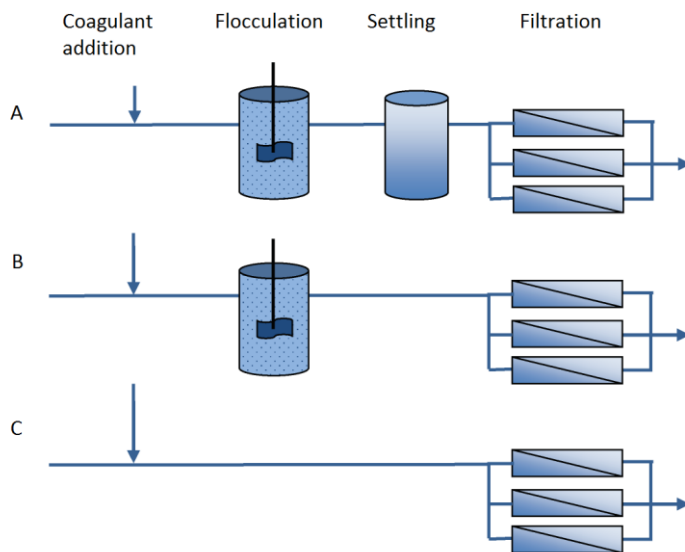 Coagulant
addition
Flocculation
Settling
Filtration
A
B
C